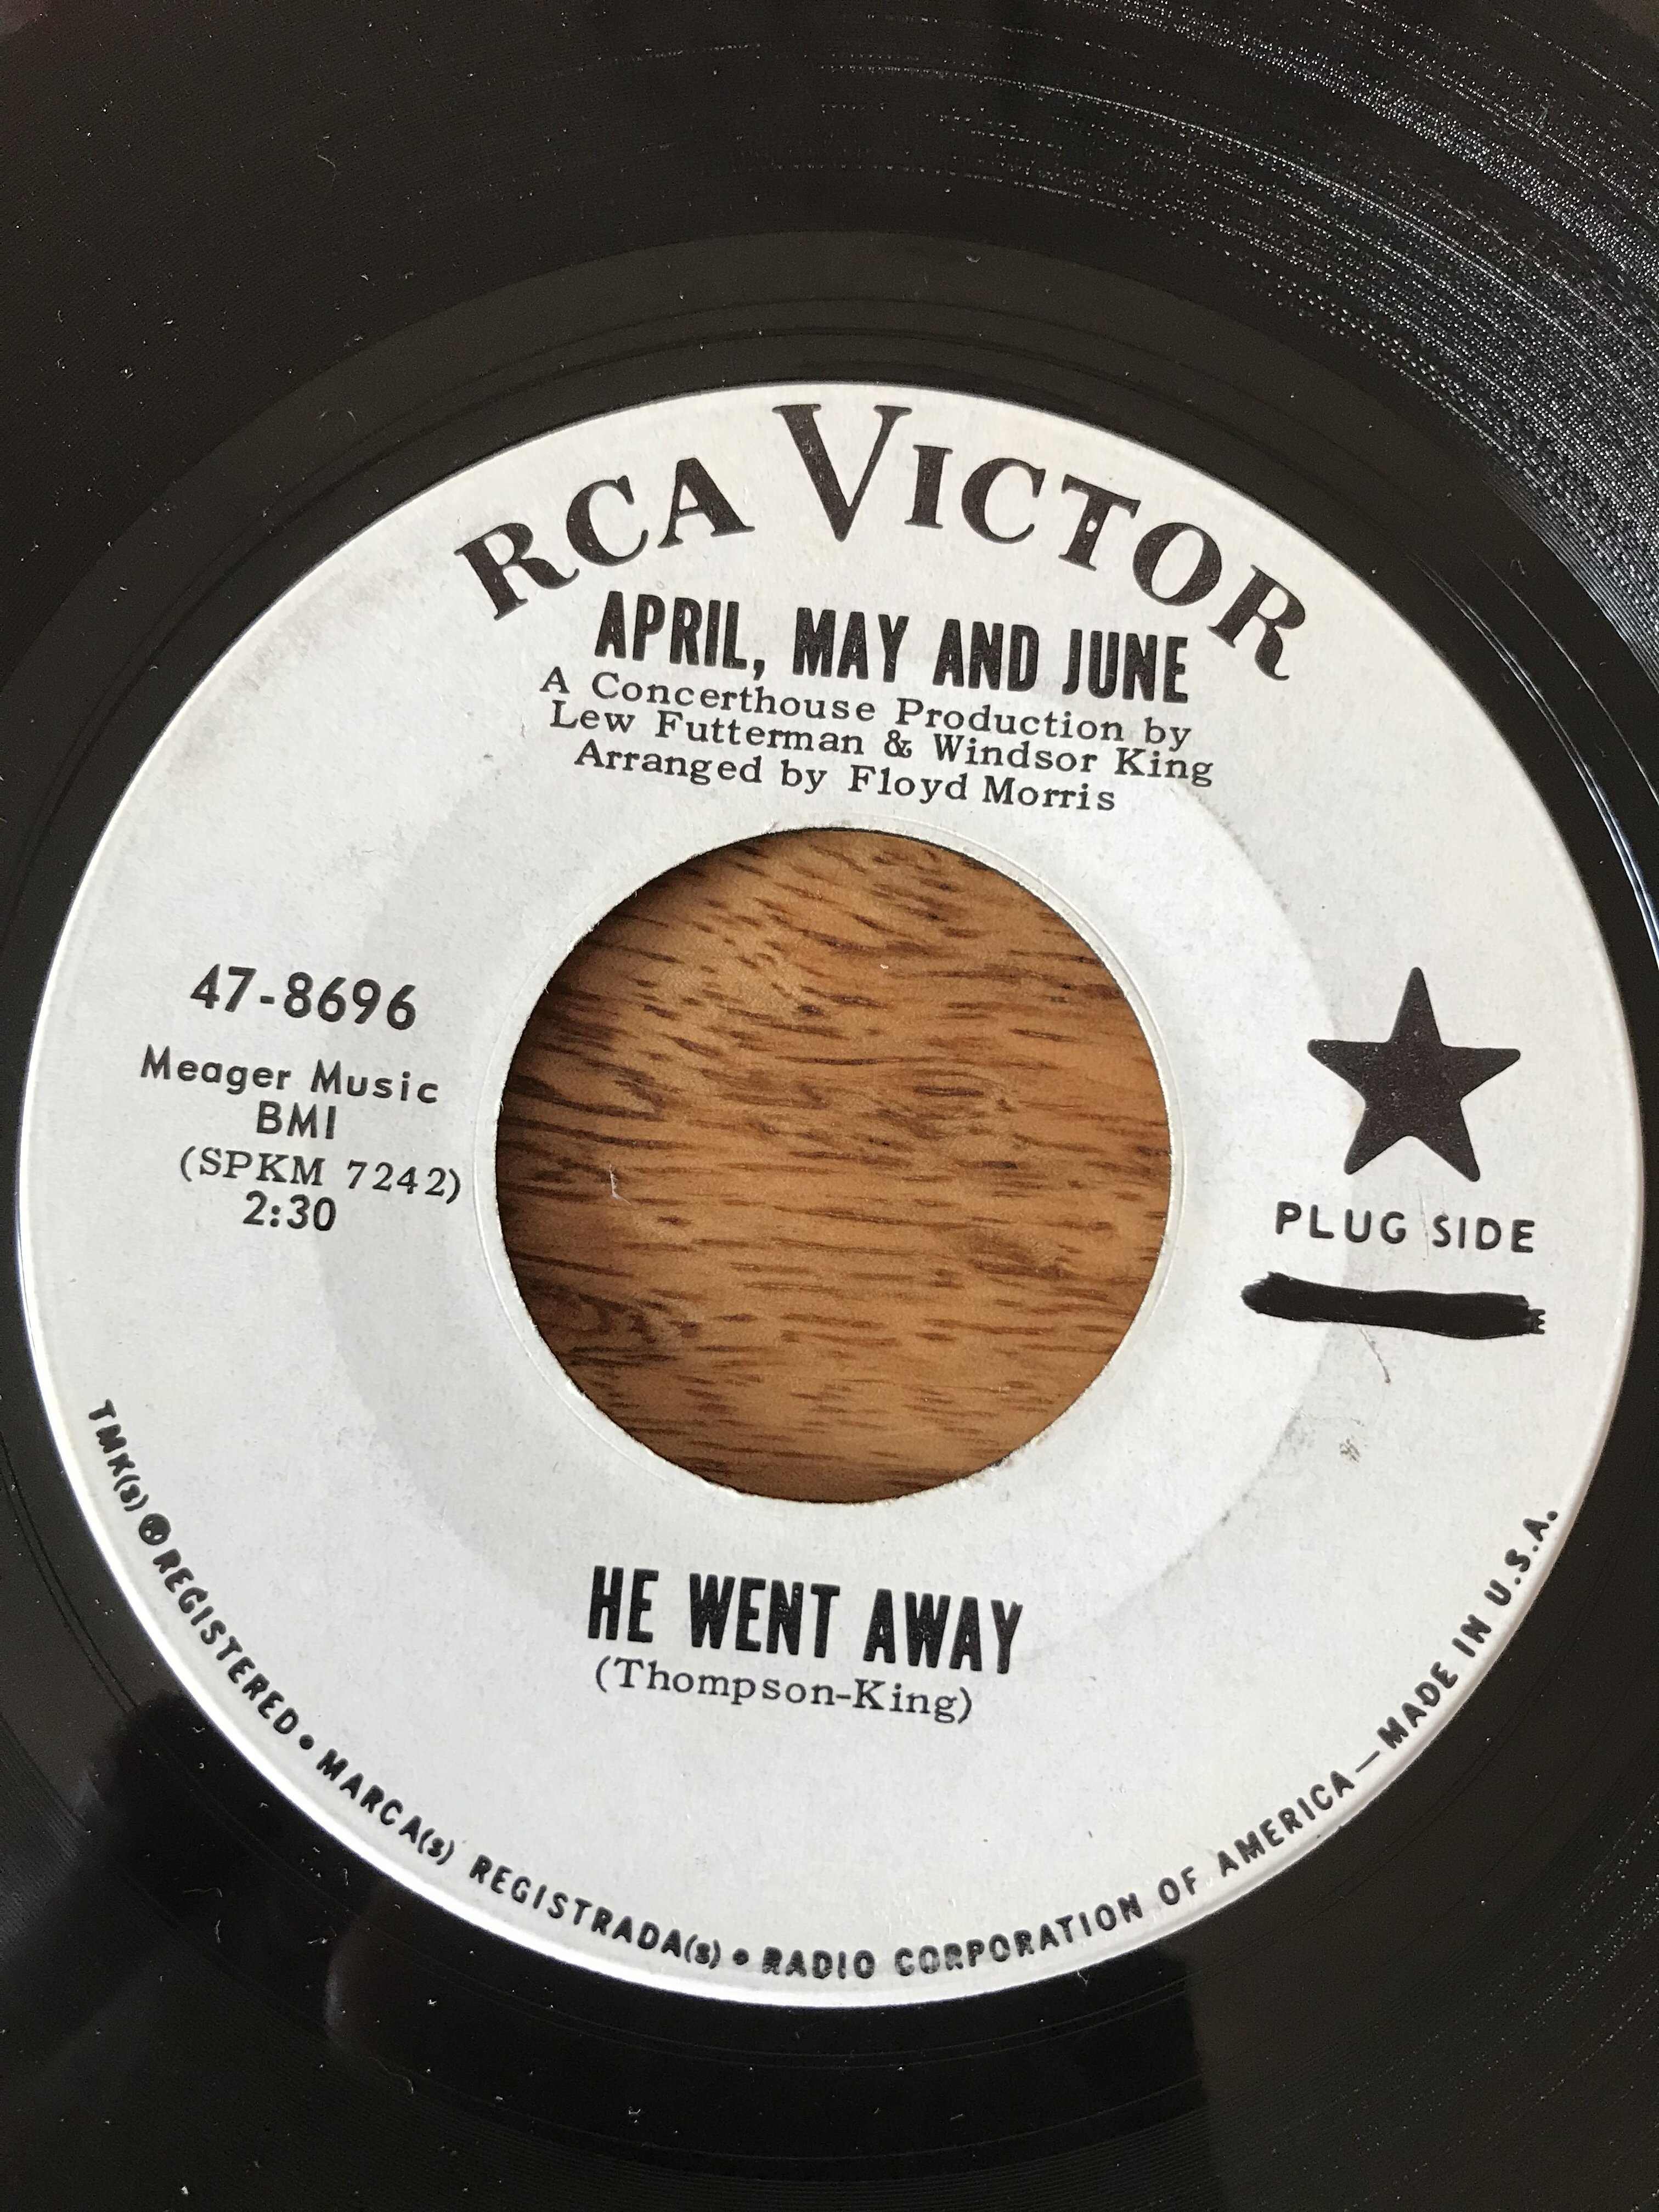 RCA VICTOR
APRIL, MAY AND JUNE
A Concerthouse Production by
Lew Futterman & Windsor King
Arranged by Floyd Morris
47-8696
Meager Music
BMI
(SPKM 7242)
2:30
PLUG SIDE
HE WENT AWAY
(Thompson-King)
TMK(s) ® REGISTERED • MARCA(s) REGISTRADA(s) • RADIO CORPORATION OF AMERICA—MADE IN U.S.A.